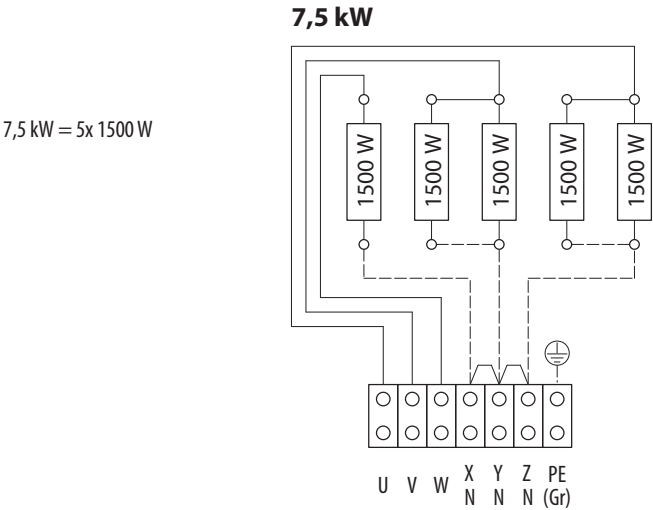 7,5 kW
7,5 kW = 5x 1500 W
1500 W
1500 W
1500 W
1500 W
1500 W
U V W X Y Z PE
N N N (Gr)